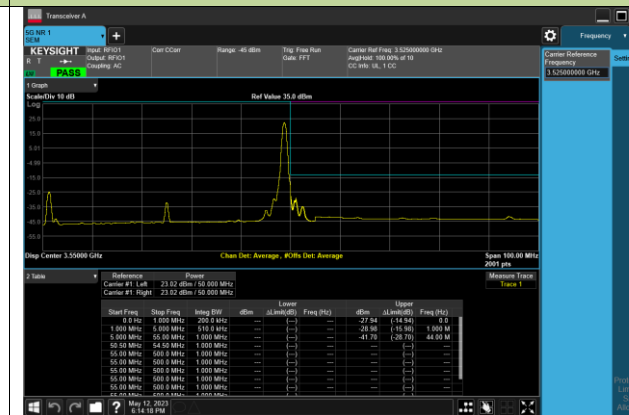 Transceiver A
5G NR 1
SEM
Frequency
KEYSIGHT
R T
PASS
Input: RFIO1
Output: RFIO1
Coupling: AC
Corr CCorr
Range: -45 dBm
Trig: Free Run
Gate: FFT
Carrier Ref Freq: 3.525000000 GHz
Avg|Hold: 100.00% of 10
CC Info: UL, 1 CC
Carrier Reference
Frequency
3.525000000 GHz
Settings
1 Graph
Scale/Div 10 dB
Ref Value 35.0 dBm
Log
25.0
15.0
5.01
-4.99
-15.0
-25.0
-35.0
-45.0
-55.0
Disp Center 3.55000 GHz
Chan Det: Average, #Offs Det: Average
Span 100.00 MHz
2001 pts
2 Table
Measure Trace
Trace 1
Reference Power
Carrier #1: Left 23.02 dBm / 50.000 MHz
Carrier #1: Right 23.02 dBm / 50.000 MHz
Lower Upper
Start Freq Stop Freq Integ BW dBm ΔLimit(dB) Freq (Hz) dBm ΔLimit(dB) Freq (Hz)
0.0 Hz 1.000 MHz 200.0 kHz --- (---) --- -27.94 (-14.94) 0.0
1.000 MHz 5.000 MHz 510.0 kHz --- (---) --- -28.98 (-15.98) 1.000 M
5.000 MHz 55.00 MHz 1.000 MHz --- (---) --- -41.70 (-28.70) 44.00 M
50.50 MHz 54.50 MHz 1.000 MHz --- (---) --- --- (---) ---
55.00 MHz 500.0 MHz 1.000 MHz --- (---) --- --- (---) ---
55.00 MHz 500.0 MHz 1.000 MHz --- (---) --- --- (---) ---
55.00 MHz 500.0 MHz 1.000 MHz --- (---) --- --- (---) ---
55.00 MHz 500.0 MHz 1.000 MHz --- (---) --- --- (---) ---
55.00 MHz 500.0 MHz 1.000 MHz --- (---) --- --- (---) ---
May 12, 2023
6:14:18 PM